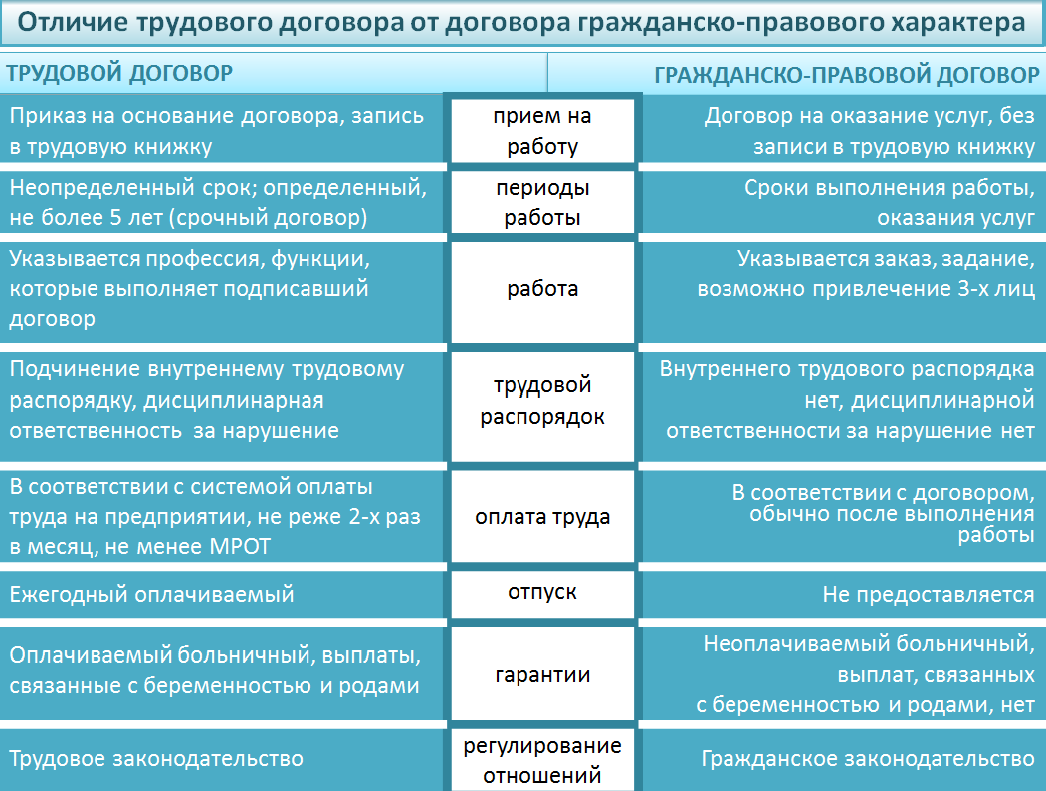 Отличие трудового договора от договора гражданско-правового характера
ТРУДОВОЙ ДОГОВОР
ГРАЖДАНСКО-ПРАВОВОЙ ДОГОВОР
Приказ на основание договора, запись
в трудовую книжку
прием на
работу
Договор на оказание услуг, без
записи в трудовую книжку
Неопределенный срок; определенный,
не более 5 лет (срочный договор)
периоды
работы
Сроки выполнения работы,
оказания услуг
Указывается профессия, функции,
которые выполняет подписавший
договор
работа
Указывается заказ, задание,
возможно привлечение 3-х лиц
Подчинение внутреннему трудовому
распорядку, дисциплинарная
ответственность за нарушение
трудовой
распорядок
Внутреннего трудового распорядка
нет, дисциплинарной
ответственности за нарушение нет
В соответствии с системой оплаты
труда на предприятии, не реже 2-х раз
в месяц, не менее МРОТ
оплата труда
В соответствии с договором,
обычно после выполнения
работы
Ежегодный оплачиваемый
отпуск
Не предоставляется
Оплачиваемый больничный, выплаты,
связанные с беременностью и родами
гарантии
Неоплачиваемый больничный,
выплат, связанных
с беременностью и родами, нет
Трудовое законодательство
регулирование
отношений
Гражданское законодательство